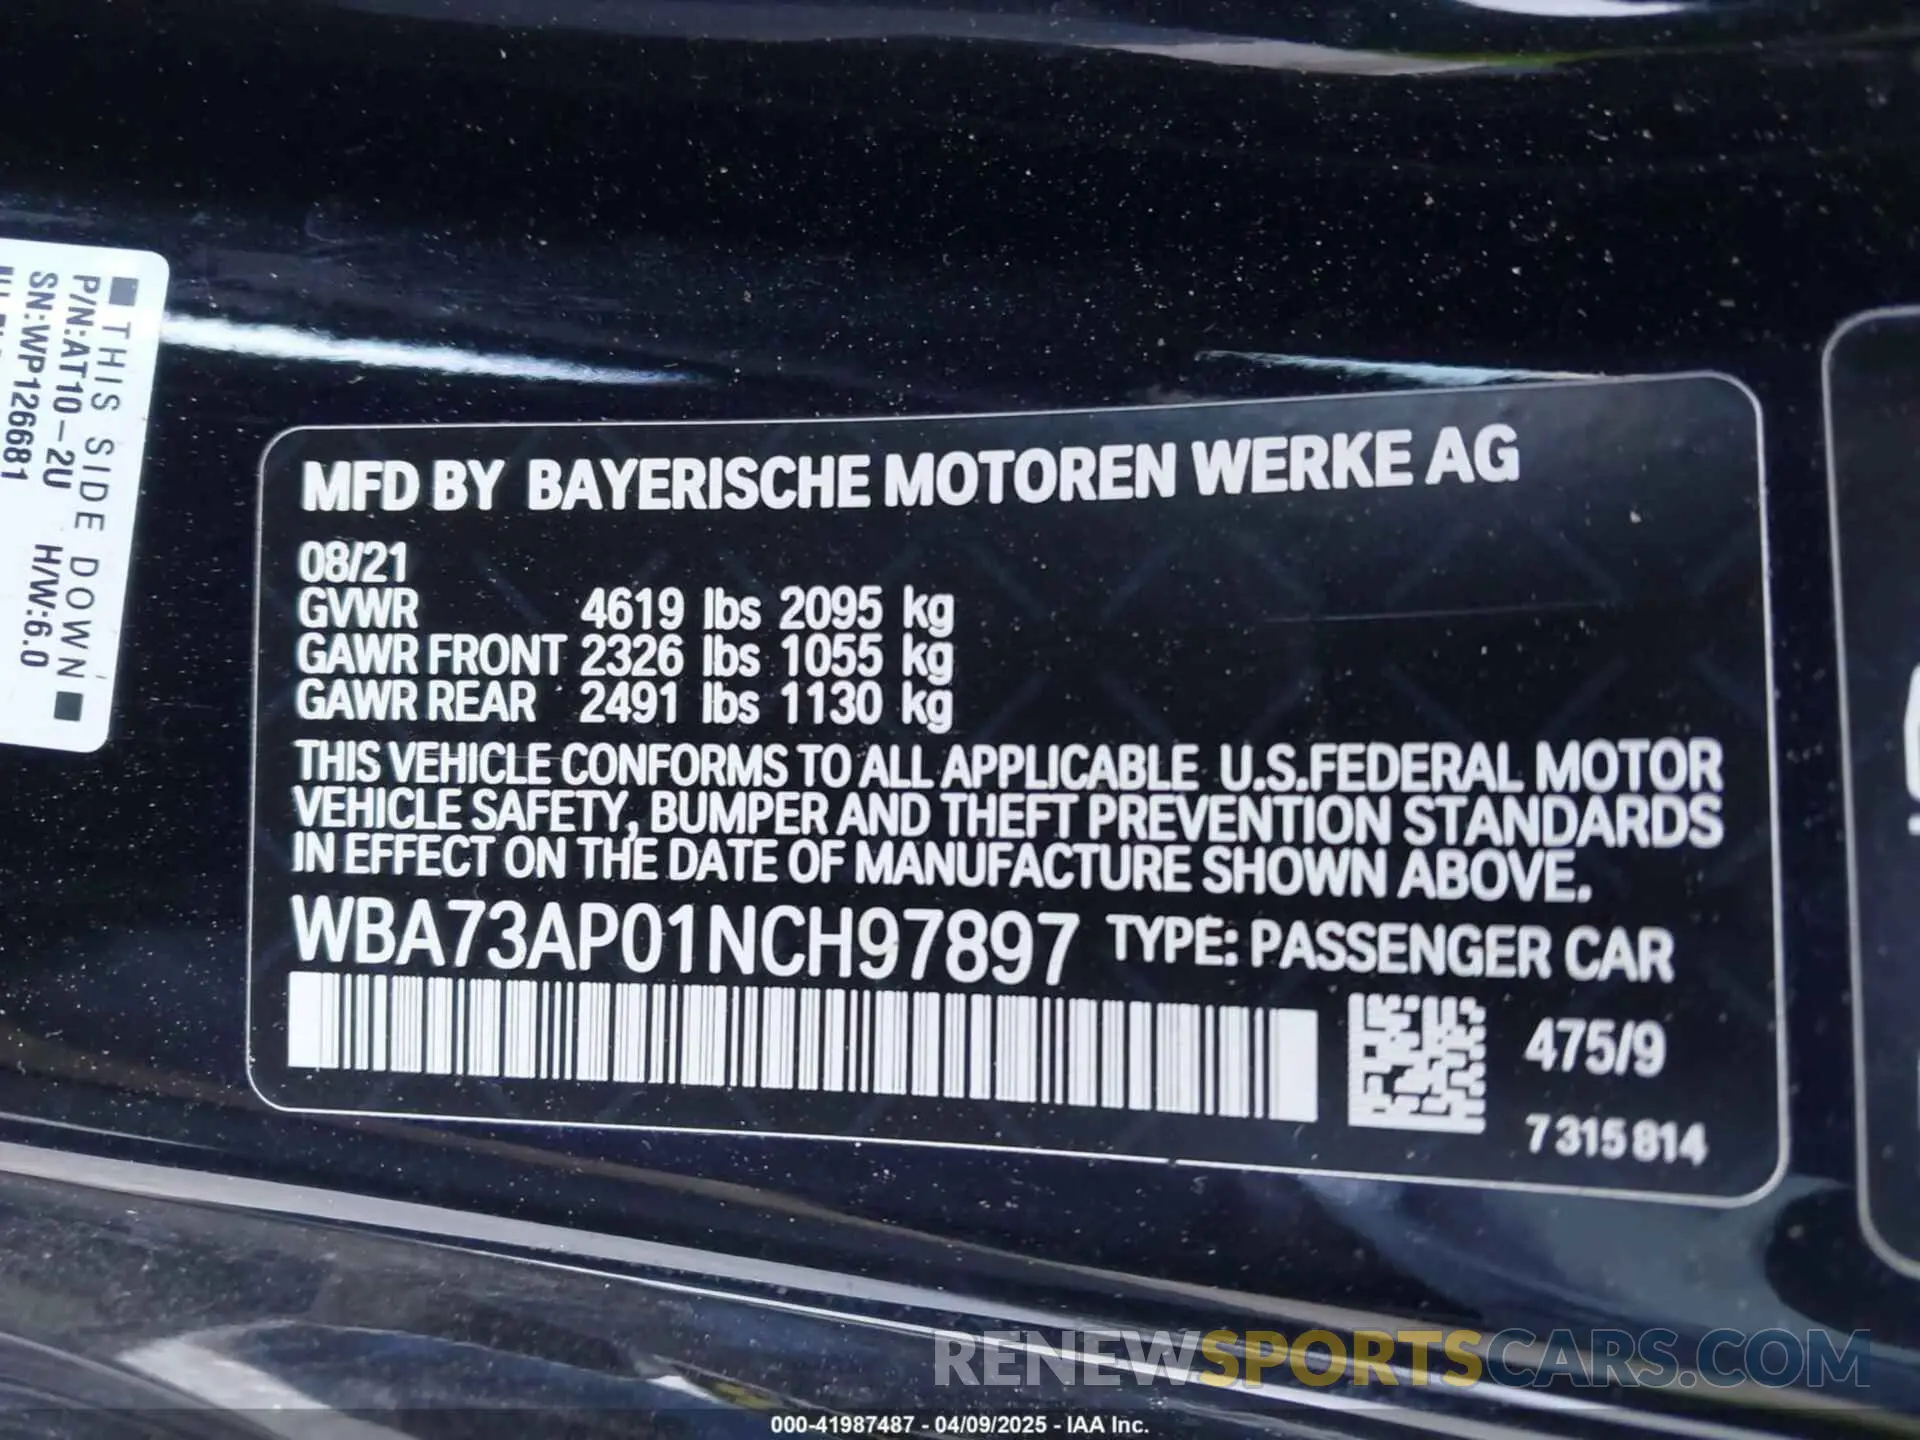 ■ THIS SIDE DOWN ■
P/N:AT10-2U H/W:6.0
SN:WP126681
MFD BY BAYERISCHE MOTOREN WERKE AG
08/21
GVWR 4619 lbs 2095 kg
GAWR FRONT 2326 lbs 1055 kg
GAWR REAR 2491 lbs 1130 kg
THIS VEHICLE CONFORMS TO ALL APPLICABLE U.S.FEDERAL MOTOR
VEHICLE SAFETY, BUMPER AND THEFT PREVENTION STANDARDS
IN EFFECT ON THE DATE OF MANUFACTURE SHOWN ABOVE.
WBA73AP01NCH97897 TYPE: PASSENGER CAR
475/9
7 315 814
RENEWSPORTSCARS.COM
000-41987487 - 04/09/2025 - IAA Inc.